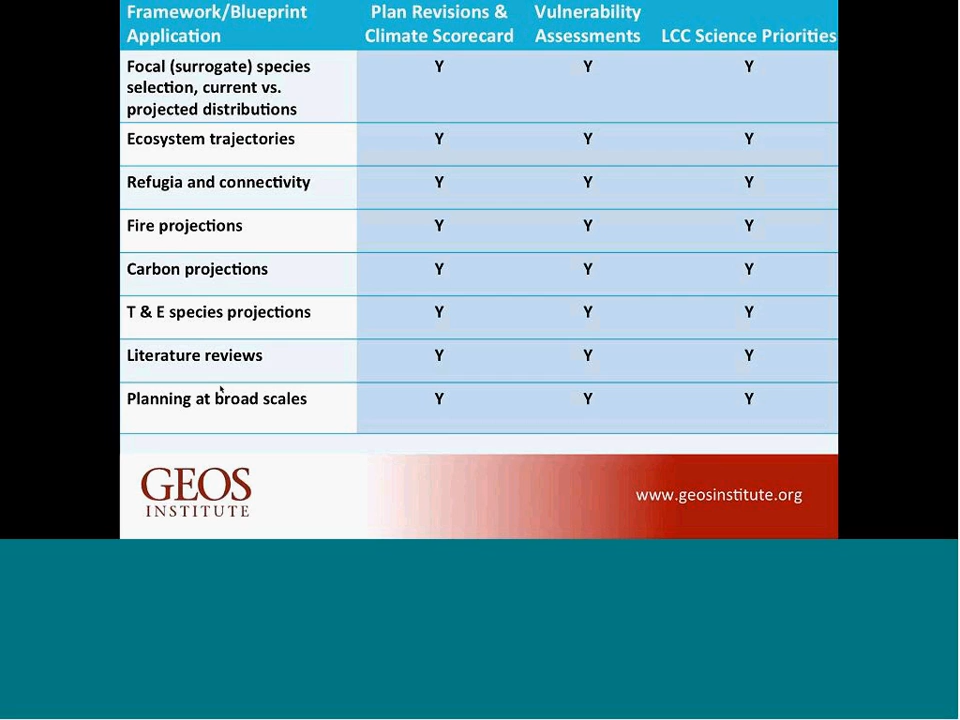 Framework/Blueprint Application Plan Revisions & Climate Scorecard Vulnerability Assessments LCC Science Priorities
Focal (surrogate) species selection, current vs. projected distributions Y Y Y
Ecosystem trajectories Y Y Y
Refugia and connectivity Y Y Y
Fire projections Y Y Y
Carbon projections Y Y Y
T & E species projections Y Y Y
Literature reviews Y Y Y
Planning at broad scales Y Y Y
GEOS
INSTITUTE
www.geosinstitute.org